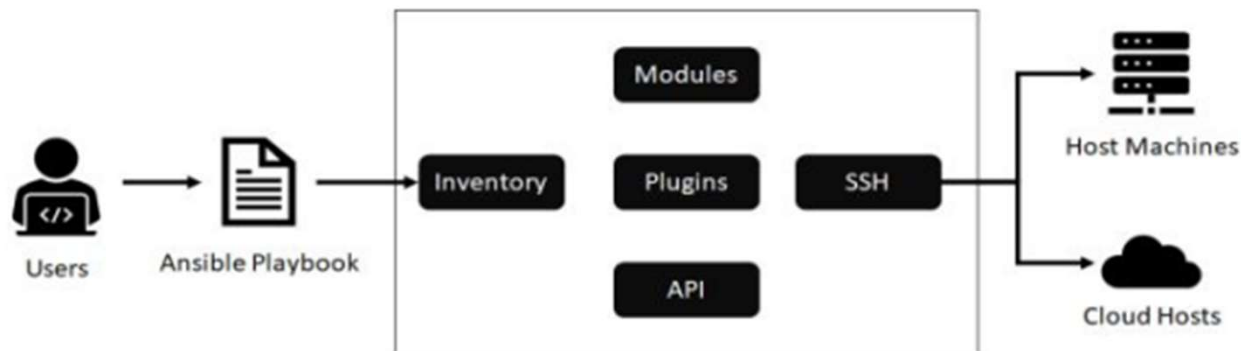 Modules
Host Machines
</>
Inventory
Plugins
SSH
Users
Ansible Playbook
API
Cloud Hosts